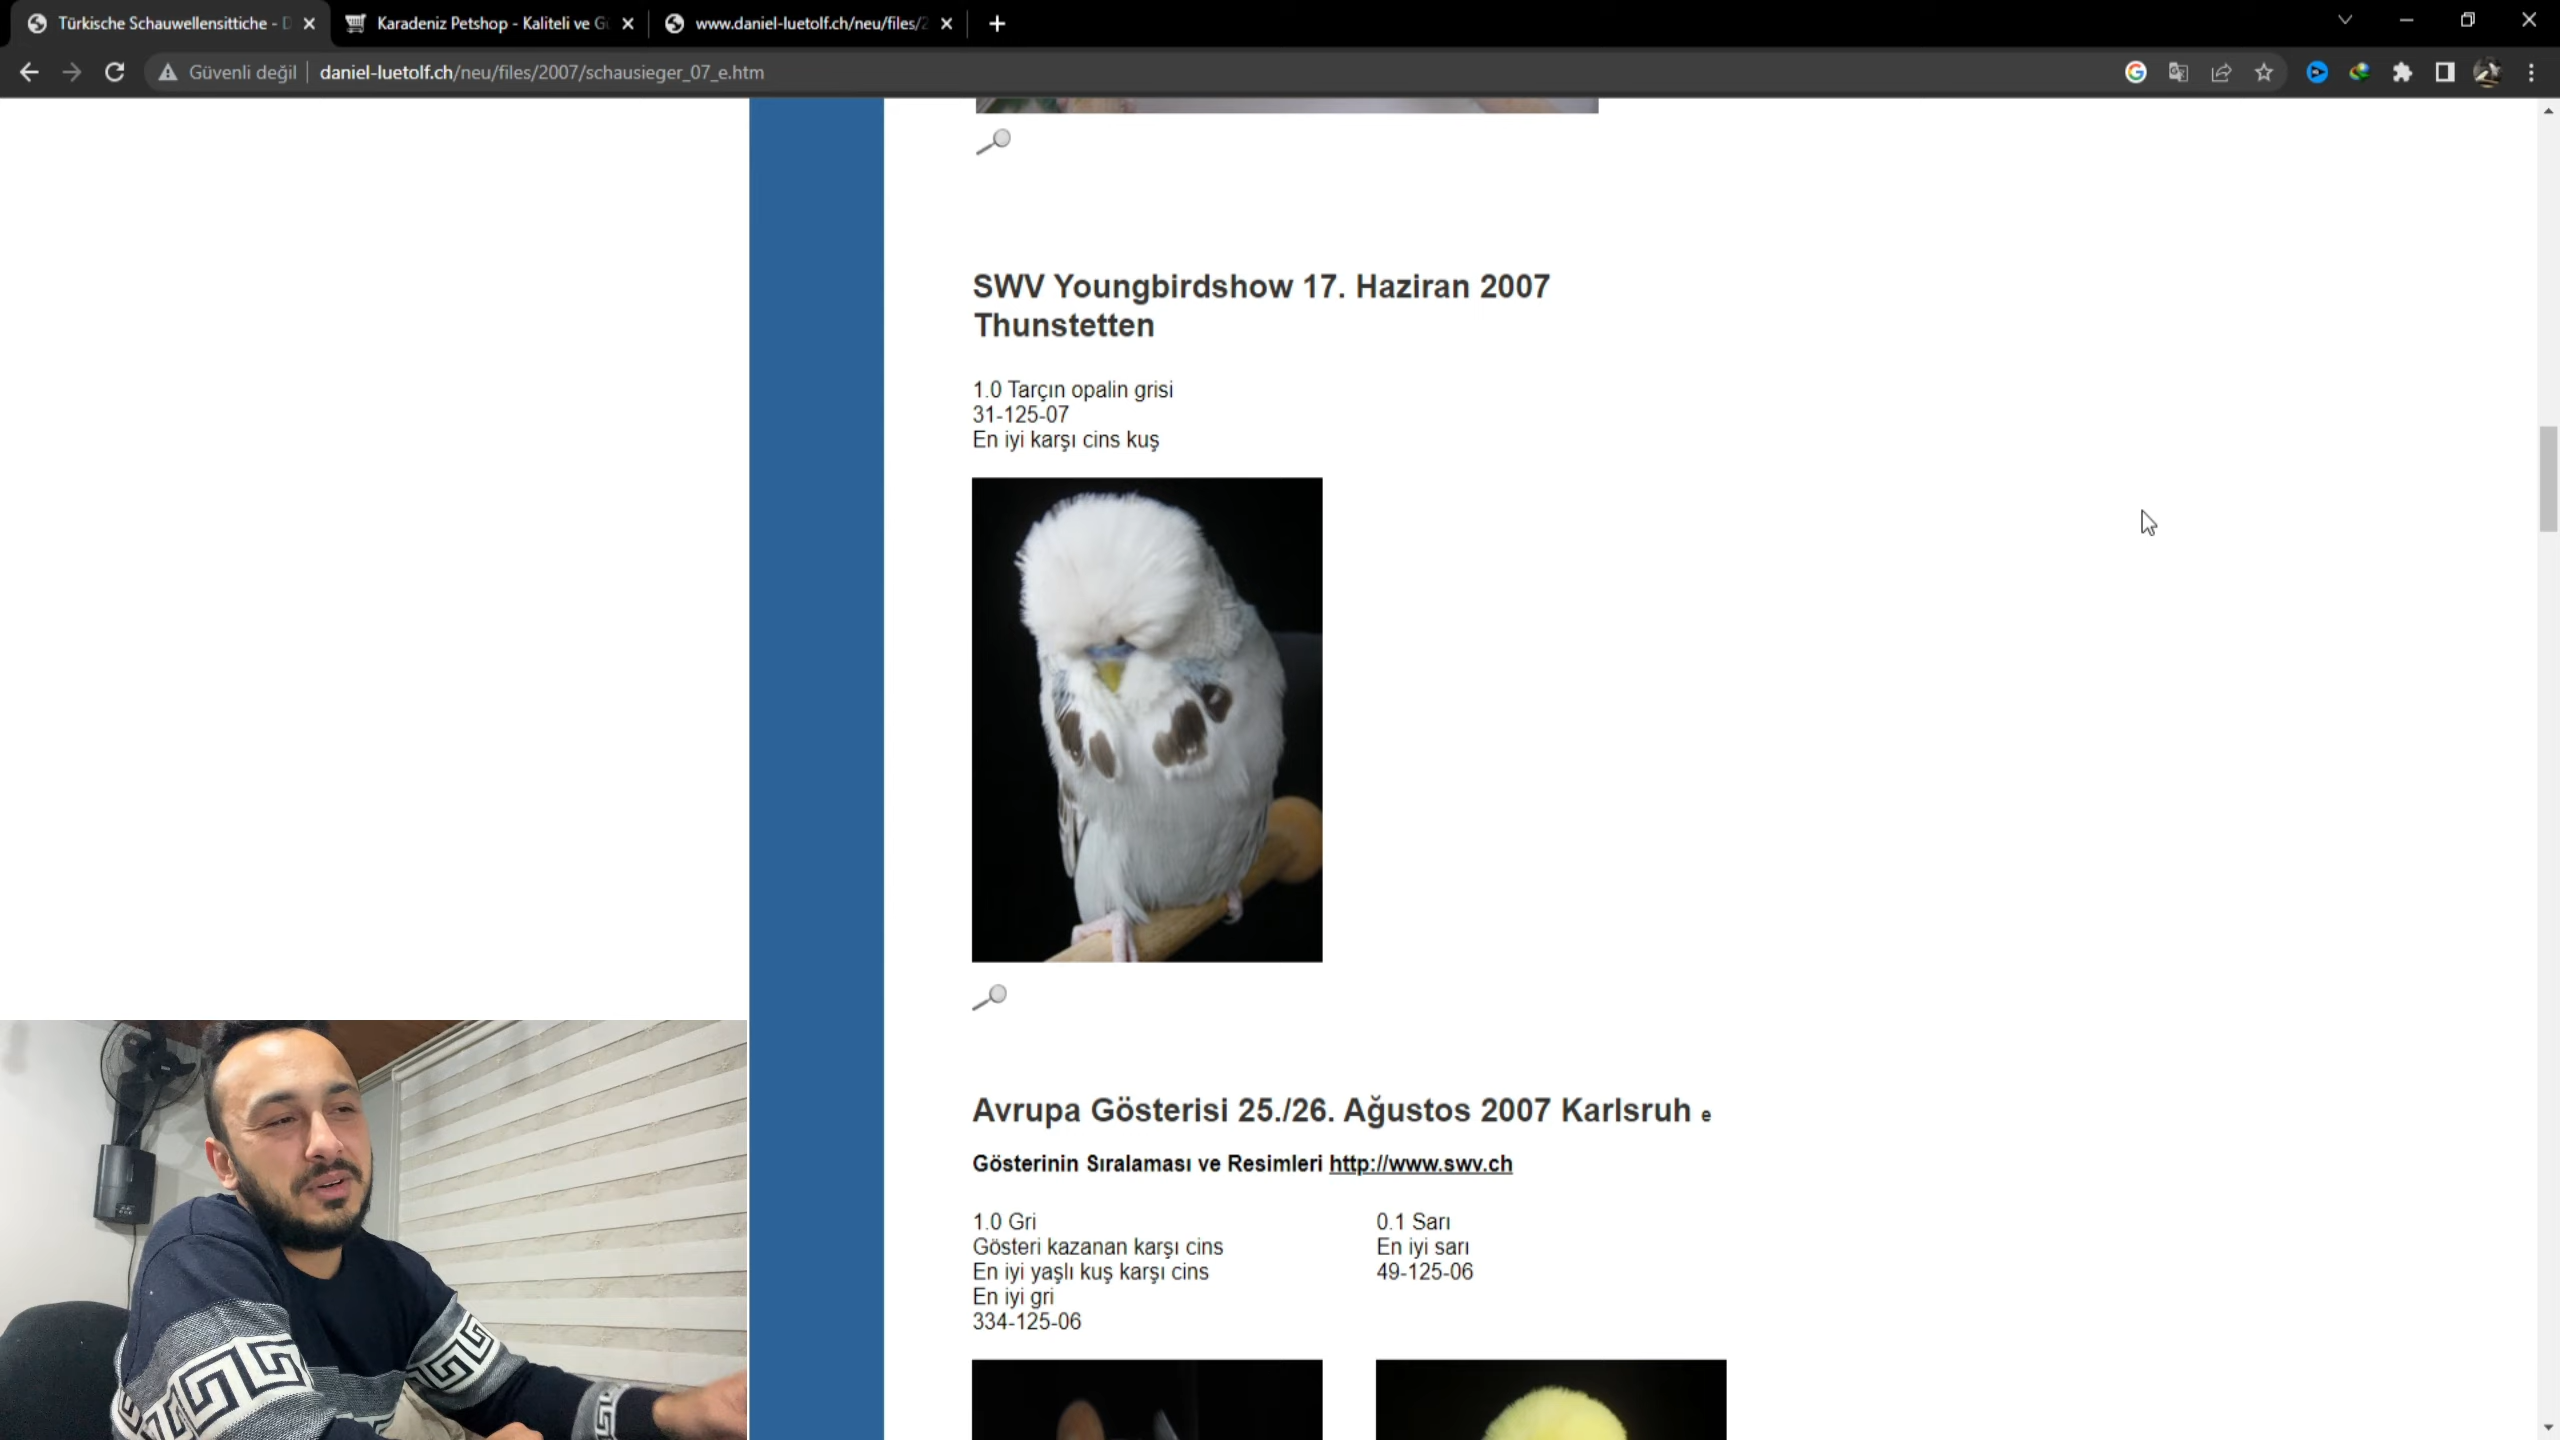 Türkische Schauwellensittiche - D
Karadeniz Petshop - Kaliteli ve Gü
www.daniel-luetolf.ch/neu/files/2
Güvenli değil
daniel-luetolf.ch/neu/files/2007/schausieger_07_e.htm
SWV Youngbirdshow 17. Haziran 2007
Thunstetten
1.0 Tarçın opalin grisi
31-125-07
En iyi karşı cins kuş
Avrupa Gösterisi 25./26. Ağustos 2007 Karlsruh e
Gösterinin Sıralaması ve Resimleri http://www.swv.ch
1.0 Gri
Gösteri kazanan karşı cins
En iyi yaşlı kuş karşı cins
En iyi gri
334-125-06
0.1 Sarı
En iyi sarı
49-125-06